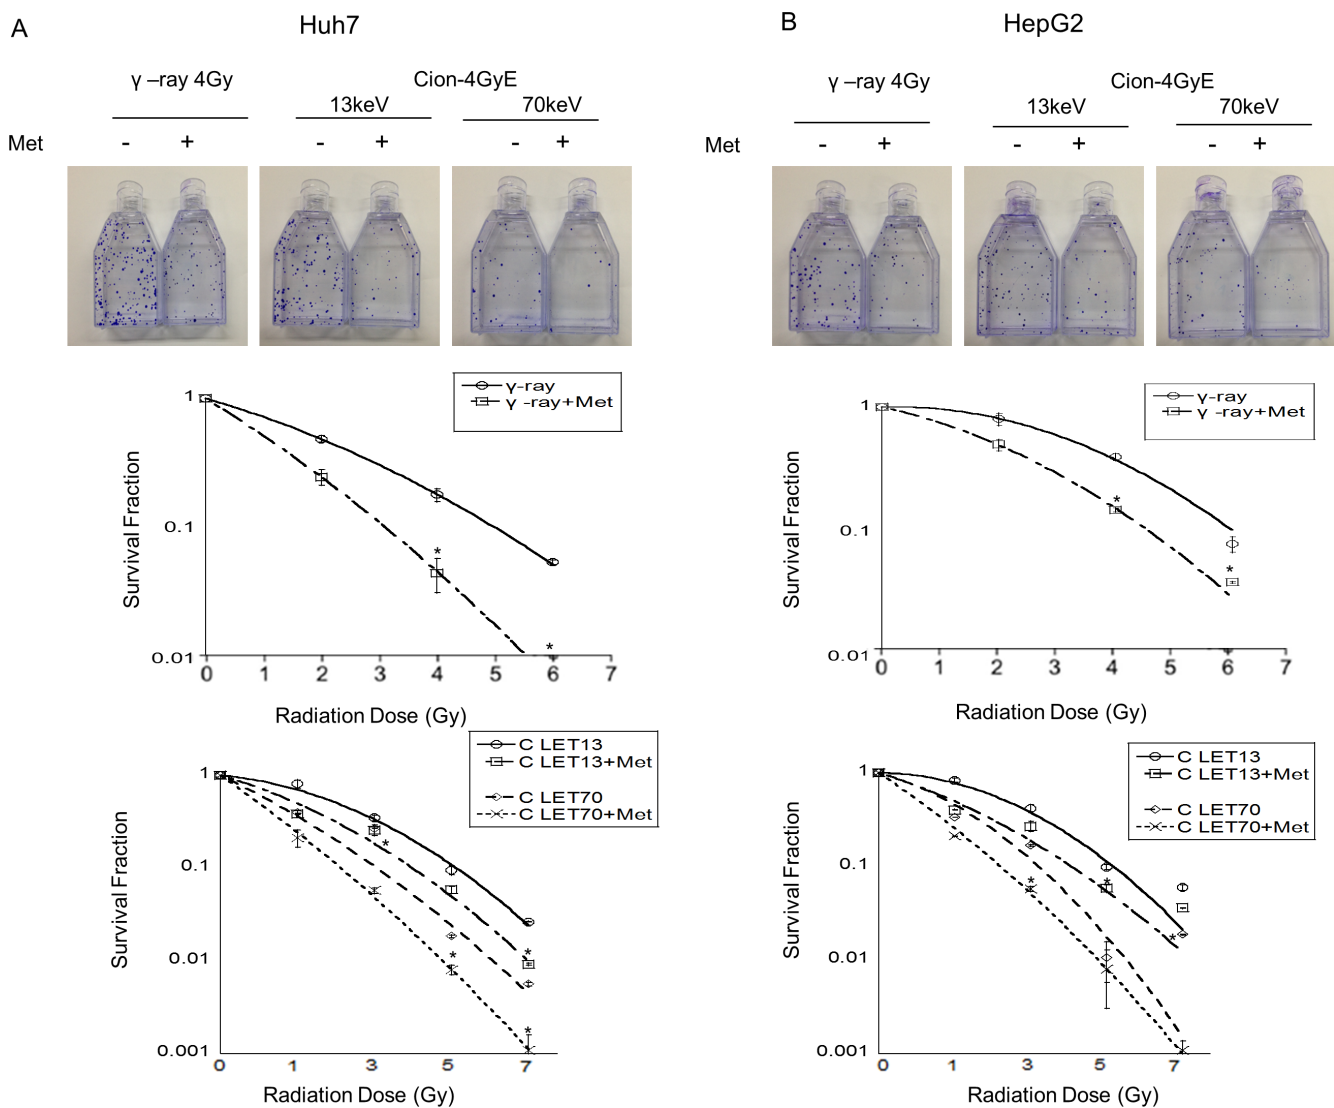 A
Huh7
γ –ray 4Gy
Cion-4GyE
13keV
70keV
Met - + - + - +
γ-ray
γ -ray+Met
1
0.1
0.01
Survival Fraction
0 1 2 3 4 5 6 7
Radiation Dose (Gy)
*
*
C LET13
C LET13+Met
C LET70
C LET70+Met
1
0.1
0.01
0.001
Survival Fraction
0 1 3 5 7
Radiation Dose (Gy)
*
*
*
*
B
HepG2
γ –ray 4Gy
Cion-4GyE
13keV
70keV
Met - + - + - +
γ-ray
γ -ray+Met
1
0.1
0.01
Survival Fraction
0 1 2 3 4 5 6 7
Radiation Dose (Gy)
*
*
C LET13
C LET13+Met
C LET70
C LET70+Met
1
0.1
0.01
0.001
Survival Fraction
0 1 3 5 7
Radiation Dose (Gy)
*
*
*